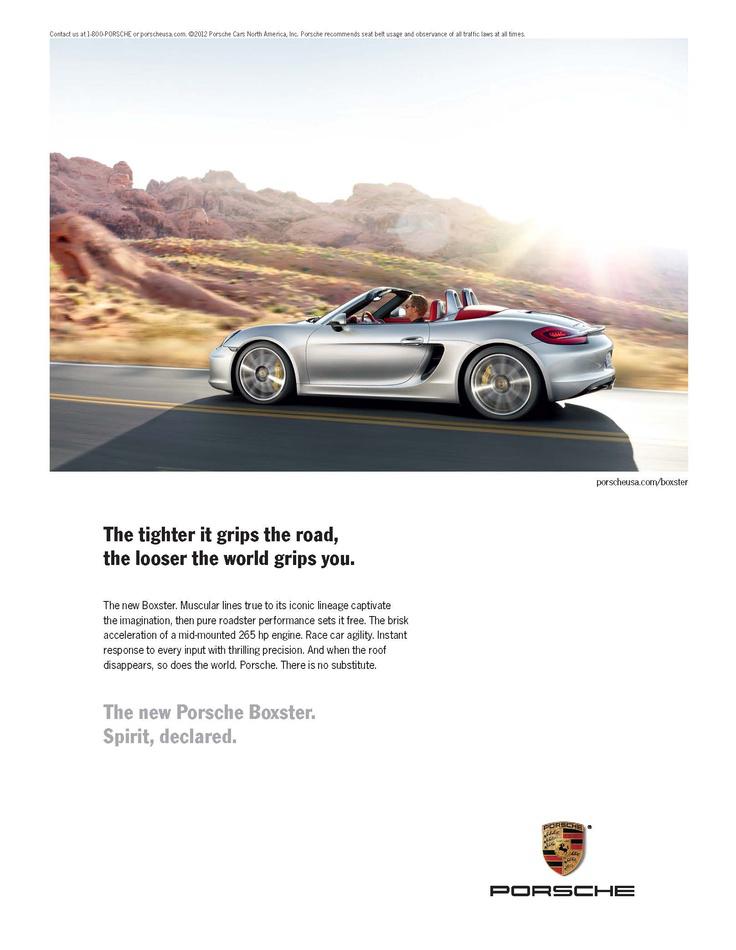 Contact us at 1-800-PORSCHE or porscheusa.com. ©2012 Porsche Cars North America, Inc. Porsche recommends seat belt usage and observance of all traffic laws at all times.
porscheusa.com/boxster
The tighter it grips the road,
the looser the world grips you.
The new Boxster. Muscular lines true to its iconic lineage captivate
the imagination, then pure roadster performance sets it free. The brisk
acceleration of a mid-mounted 265 hp engine. Race car agility. Instant
response to every input with thrilling precision. And when the roof
disappears, so does the world. Porsche. There is no substitute.
The new Porsche Boxster.
Spirit, declared.
PORSCHE
®
PORSCHE